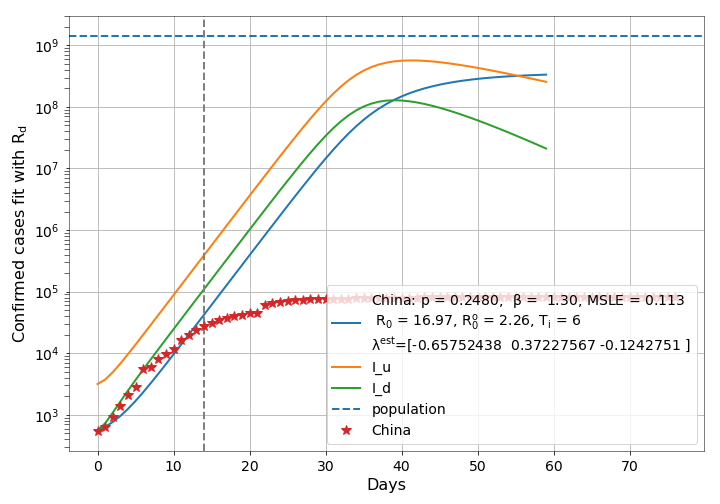 Confirmed cases fit with R_d
10⁹
10⁸
10⁷
10⁶
10⁵
10⁴
10³
China: p = 0.2480, β = 1.30, MSLE = 0.113
R₀ = 16.97, R₀ᵒ = 2.26, Tᵢ = 6
λᵉˢᵗ=[-0.65752438 0.37227567 -0.1242751 ]
I_u
I_d
population
China
0 10 20 30 40 50 60 70
Days